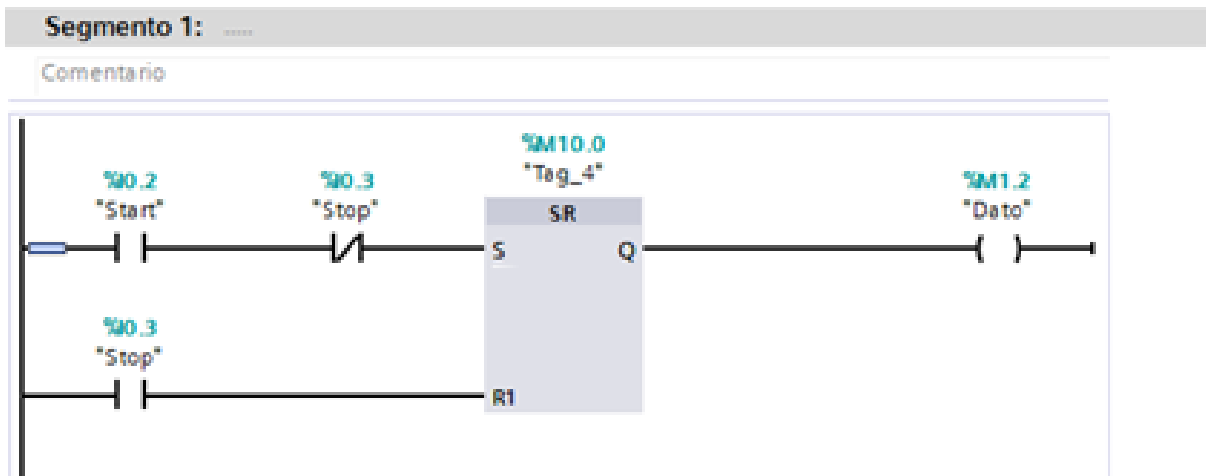 Segmento 1: .....
Comentario
%M10.0
"Tag_4"
%I0.2
"Start"
%I0.3
"Stop"
SR
S
Q
%M1.2
"Dato"
%I0.3
"Stop"
R1